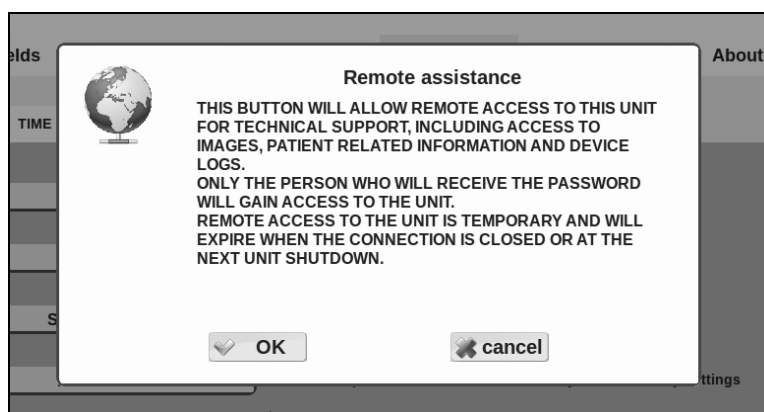 elds
About
TIME
Remote assistance
THIS BUTTON WILL ALLOW REMOTE ACCESS TO THIS UNIT
FOR TECHNICAL SUPPORT, INCLUDING ACCESS TO
IMAGES, PATIENT RELATED INFORMATION AND DEVICE
LOGS.
ONLY THE PERSON WHO WILL RECEIVE THE PASSWORD
WILL GAIN ACCESS TO THE UNIT.
REMOTE ACCESS TO THE UNIT IS TEMPORARY AND WILL
EXPIRE WHEN THE CONNECTION IS CLOSED OR AT THE
NEXT UNIT SHUTDOWN.
S
OK cancel
ttings